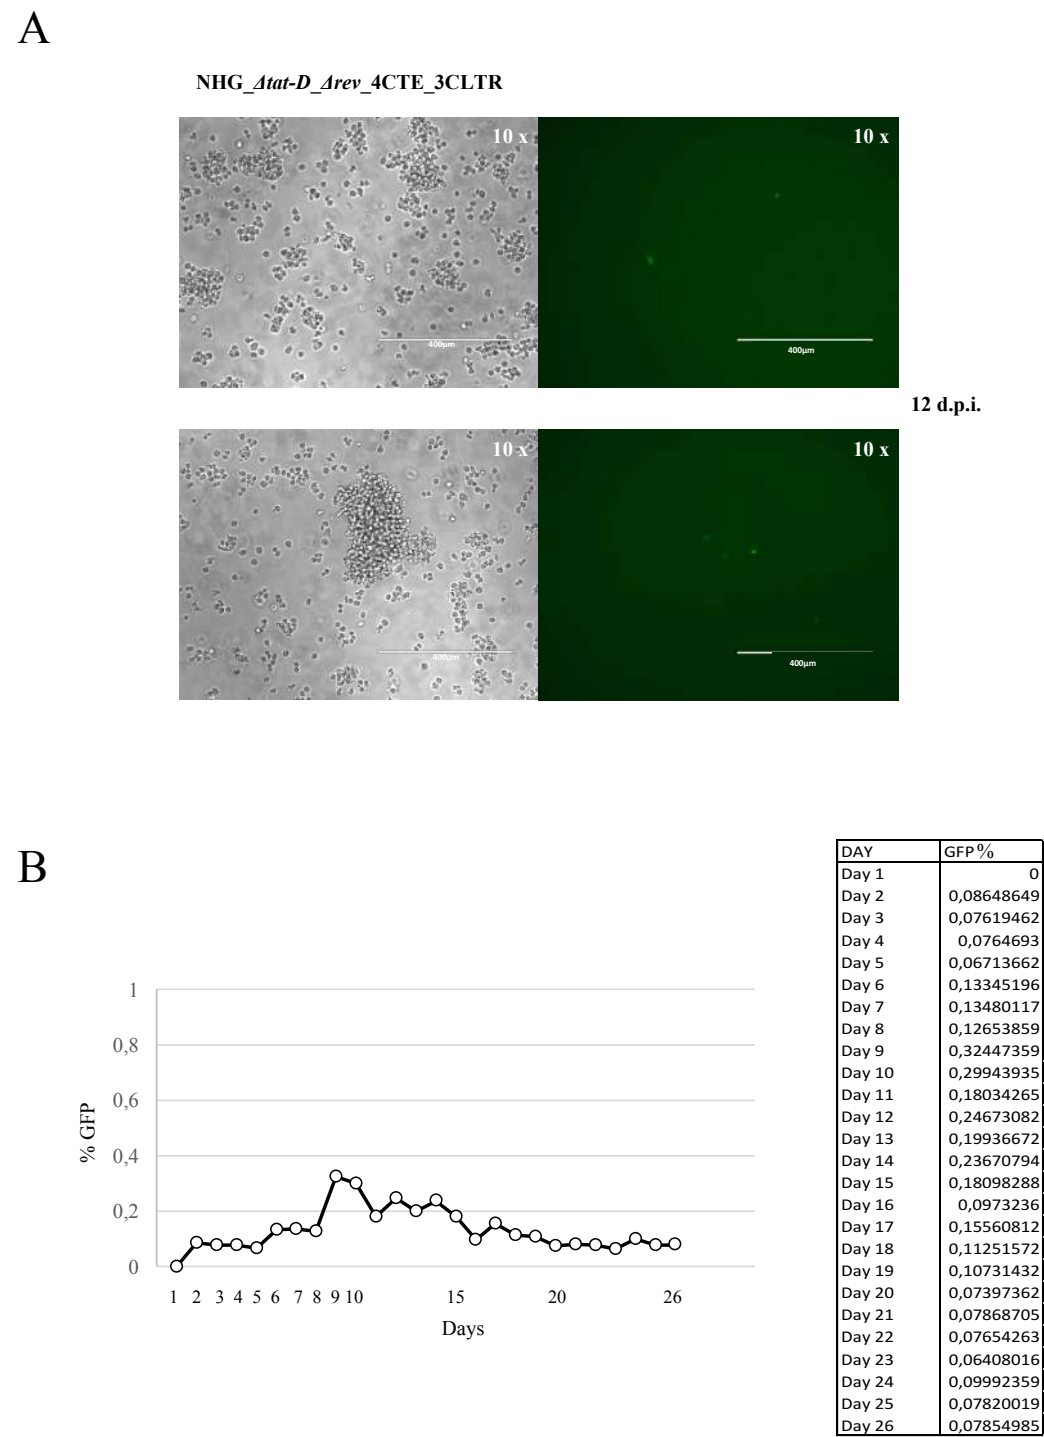 A
NHG_Δtat-D_Δrev_4CTE_3CLTR
10 x
10 x
400µm
400µm
12 d.p.i.
10 x
10 x
400µm
400µm
B
% GFP
1
0,8
0,6
0,4
0,2
0
1 2 3 4 5 6 7 8 9 10 15 20 26
Days
DAY GFP%
Day 1 0
Day 2 0,08648649
Day 3 0,07619462
Day 4 0,0764693
Day 5 0,06713662
Day 6 0,13345196
Day 7 0,13480117
Day 8 0,12653859
Day 9 0,32447359
Day 10 0,29943935
Day 11 0,18034265
Day 12 0,24673082
Day 13 0,19936672
Day 14 0,23670794
Day 15 0,18098288
Day 16 0,0973236
Day 17 0,15560812
Day 18 0,11251572
Day 19 0,10731432
Day 20 0,07397362
Day 21 0,07868705
Day 22 0,07654263
Day 23 0,06408016
Day 24 0,09992359
Day 25 0,07820019
Day 26 0,07854985